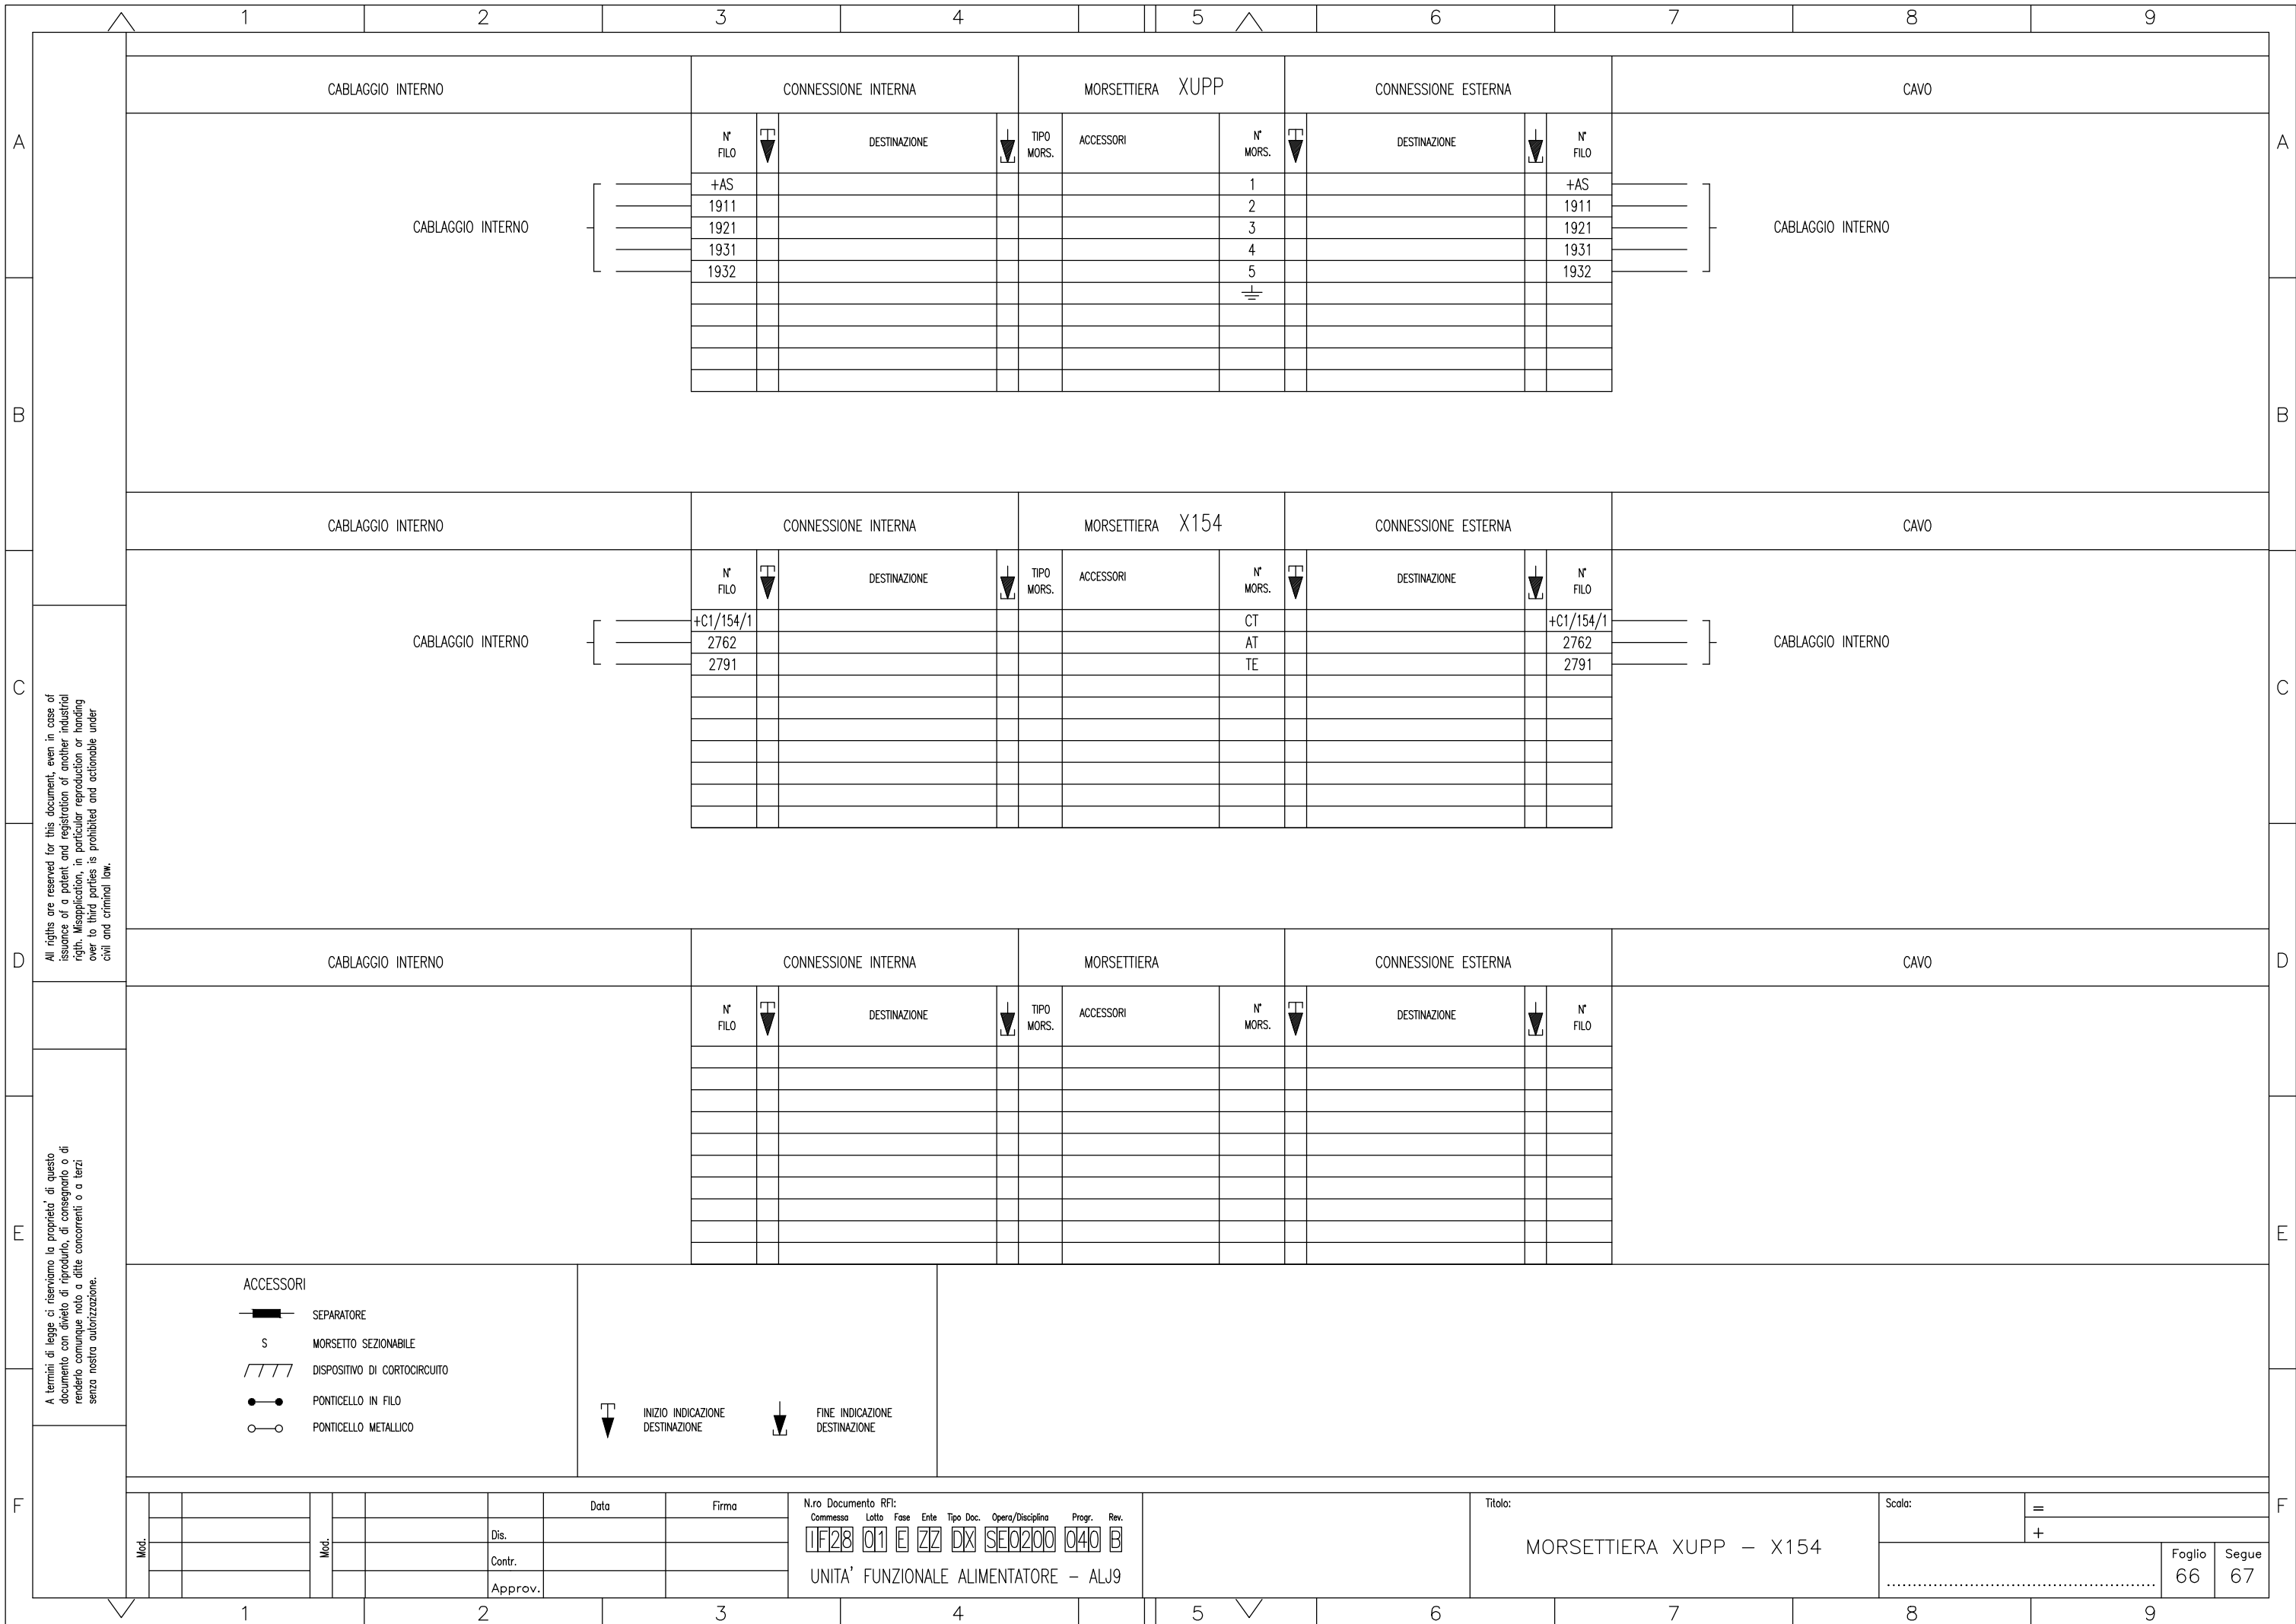 1 2 3 4 5 6 7 8 9
CABLAGGIO INTERNO CONNESSIONE INTERNA MORSETTIERA XUPP CONNESSIONE ESTERNA CAVO
A A
N° FILO DESTINAZIONE TIPO MORS. ACCESSORI N° MORS. DESTINAZIONE N° FILO
+AS 1 +AS
1911 2 1911
CABLAGGIO INTERNO 1921 3 1921 CABLAGGIO INTERNO
1931 4 1931
1932 5 1932
B B
CABLAGGIO INTERNO CONNESSIONE INTERNA MORSETTIERA X154 CONNESSIONE ESTERNA CAVO
N° FILO DESTINAZIONE TIPO MORS. ACCESSORI N° MORS. DESTINAZIONE N° FILO
+C1/154/1 CT +C1/154/1
CABLAGGIO INTERNO 2762 AT 2762 CABLAGGIO INTERNO
2791 TE 2791
C C
All rigths are reserved for this document, even in case of
issuance of a patent and registration of another industrial
rigth. Misapplication, in particular reproduction or handing
over to third parties is prohibited and actionable under
civil and criminal law.
D D
CABLAGGIO INTERNO CONNESSIONE INTERNA MORSETTIERA CONNESSIONE ESTERNA CAVO
N° FILO DESTINAZIONE TIPO MORS. ACCESSORI N° MORS. DESTINAZIONE N° FILO
E E
A termini di legge ci riserviamo la proprieta' di questo
documento con divieto di riprodurlo, di consegnarlo o di
renderlo comunque noto a ditte concorrenti o a terzi
senza nostra autorizzazione.
ACCESSORI
SEPARATORE
S MORSETTO SEZIONABILE
DISPOSITIVO DI CORTOCIRCUITO
PONTICELLO IN FILO
PONTICELLO METALLICO
INIZIO INDICAZIONE
DESTINAZIONE
FINE INDICAZIONE
DESTINAZIONE
F F
Mod. Mod.
Data Firma
Dis.
Contr.
Approv.
N.ro Documento RFI:
Commessa Lotto Fase Ente Tipo Doc. Opera/Disciplina Progr. Rev.
IF28 01 E ZZ DX SE0200 040 B
UNITA' FUNZIONALE ALIMENTATORE - ALJ9
Titolo:
MORSETTIERA XUPP - X154
Scala:
=
+
Foglio Segue
66 67
1 2 3 4 5 6 7 8 9